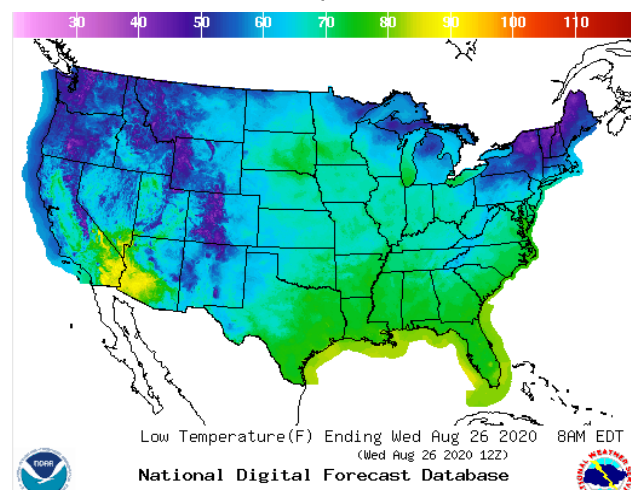 30 40 50 60 70 80 90 100 110
Low Temperature(F) Ending Wed Aug 26 2020 8AM EDT
(Wed Aug 26 2020 12Z)
National Digital Forecast Database
noaa